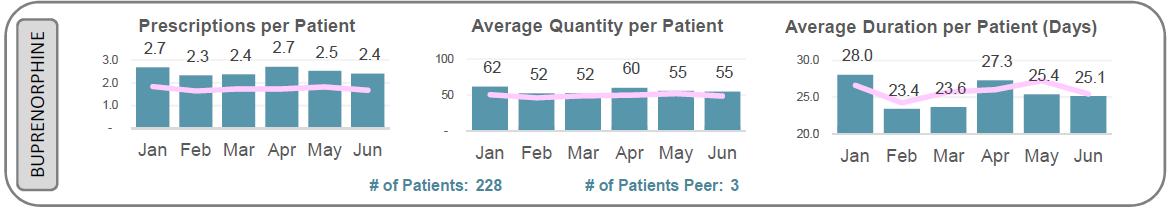 BUPRENORPHINE
Prescriptions per Patient
2.7 2.3 2.4 2.7 2.5 2.4
3.0
2.0
1.0
-
Jan Feb Mar Apr May Jun
Average Quantity per Patient
62 52 52 60 55 55
100
50
-
Jan Feb Mar Apr May Jun
Average Duration per Patient (Days)
28.0 23.4 23.6 27.3 25.4 25.1
30.0
25.0
20.0
Jan Feb Mar Apr May Jun
# of Patients: 228
# of Patients Peer: 3